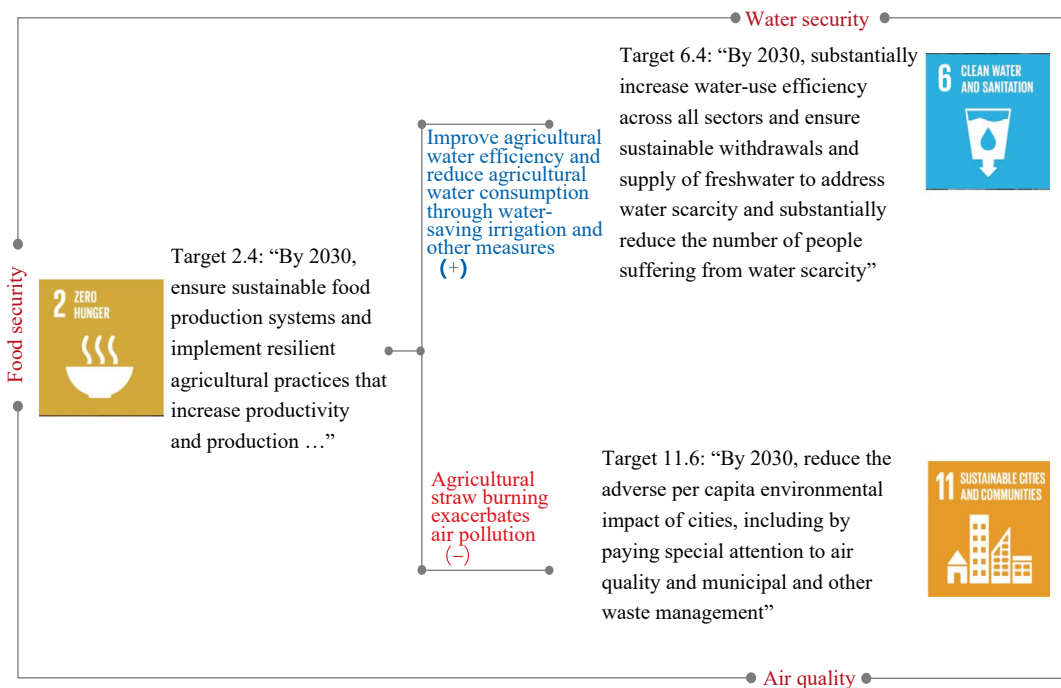 Water security
Target 6.4: “By 2030, substantially
increase water-use efficiency
across all sectors and ensure
sustainable withdrawals and
supply of freshwater to address
water scarcity and substantially
reduce the number of people
suffering from water scarcity”
6 CLEAN WATER
AND SANITATION
Improve agricultural
water efficiency and
reduce agricultural
water consumption
through water-
saving irrigation and
other measures
(+)
Food security
2 ZERO
HUNGER
Target 2.4: “By 2030,
ensure sustainable food
production systems and
implement resilient
agricultural practices that
increase productivity
and production …”
Agricultural
straw burning
exacerbates
air pollution
(–)
Target 11.6: “By 2030, reduce the
adverse per capita environmental
impact of cities, including by
paying special attention to air
quality and municipal and other
waste management”
11 SUSTAINABLE CITIES
AND COMMUNITIES
Air quality